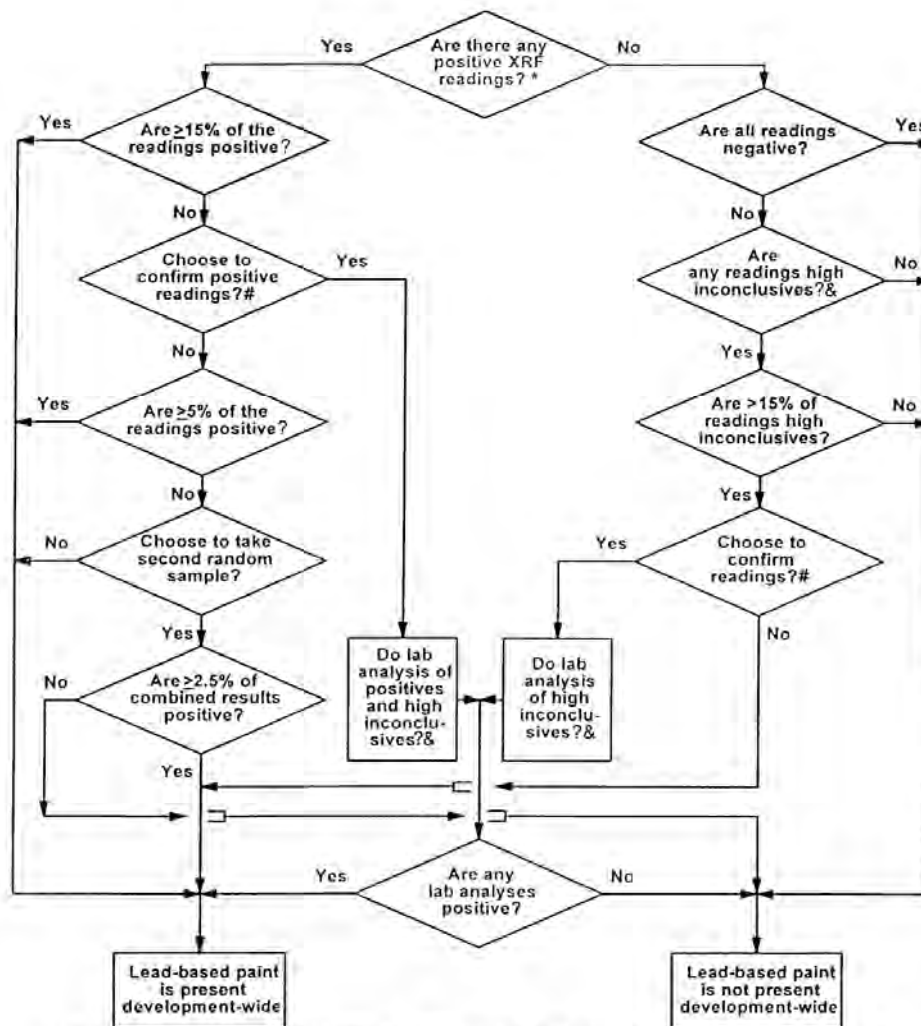 Are there any
positive XRF
readings? *
Yes
No
Are ≥15% of the
readings positive?
Yes
No
Are all readings
negative?
Yes
No
Choose to
confirm positive
readings?#
Yes
No
Are
any readings high
inconclusives?&
No
Yes
Are ≥5% of the
readings positive?
Yes
No
Are >15% of
readings high
inconclusives?
No
Yes
Choose to take
second random
sample?
No
Yes
Choose to
confirm
readings?#
Yes
No
Are ≥2.5% of
combined results
positive?
No
Yes
Do lab
analysis of
positives
and high
inconclu-
sives?&
Do lab
analysis
of high
inconclu-
sives?&
Are any
lab analyses
positive?
Yes
No
Lead-based paint
is present
development-wide
Lead-based paint
is not present
development-wide